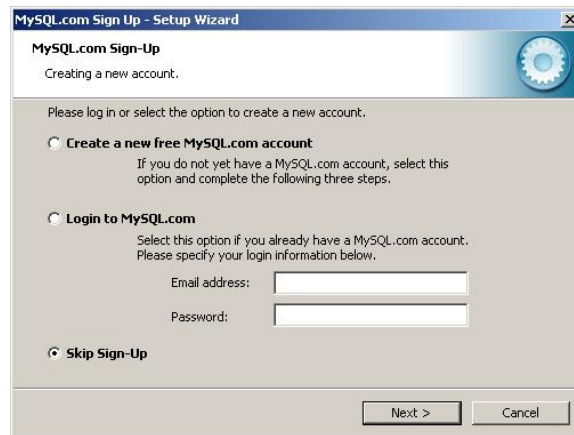 MySQL.com Sign Up - Setup Wizard
MySQL.com Sign-Up
Creating a new account.
Please log in or select the option to create a new account.
Create a new free MySQL.com account
If you do not yet have a MySQL.com account, select this
option and complete the following three steps.
Login to MySQL.com
Select this option if you already have a MySQL.com account.
Please specify your login information below.
Email address:
Password:
Skip Sign-Up
Next >
Cancel